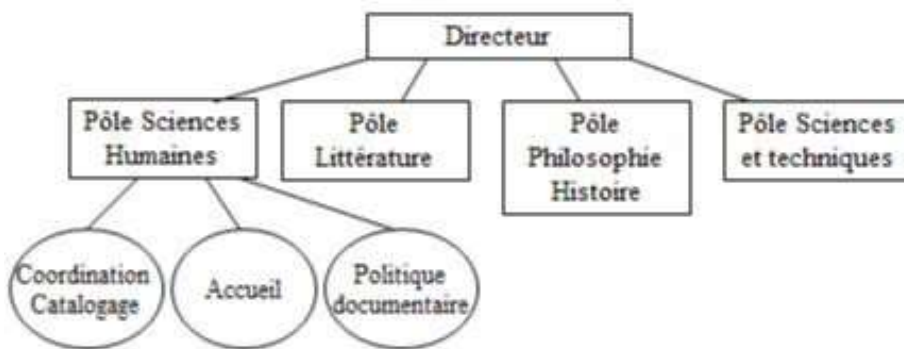 Directeur
Pôle Sciences
Humaines
Pôle
Littérature
Pôle
Philosophie
Histoire
Pôle Sciences
et techniques
Coordination
Catalogage
Accueil
Politique
documentaire